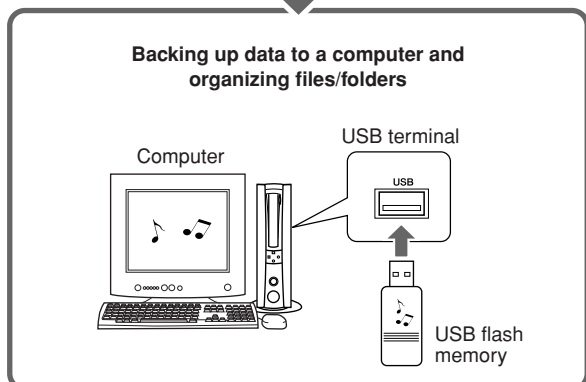 Backing up data to a computer and
organizing files/folders
USB terminal
Computer
USB
USB flash
memory